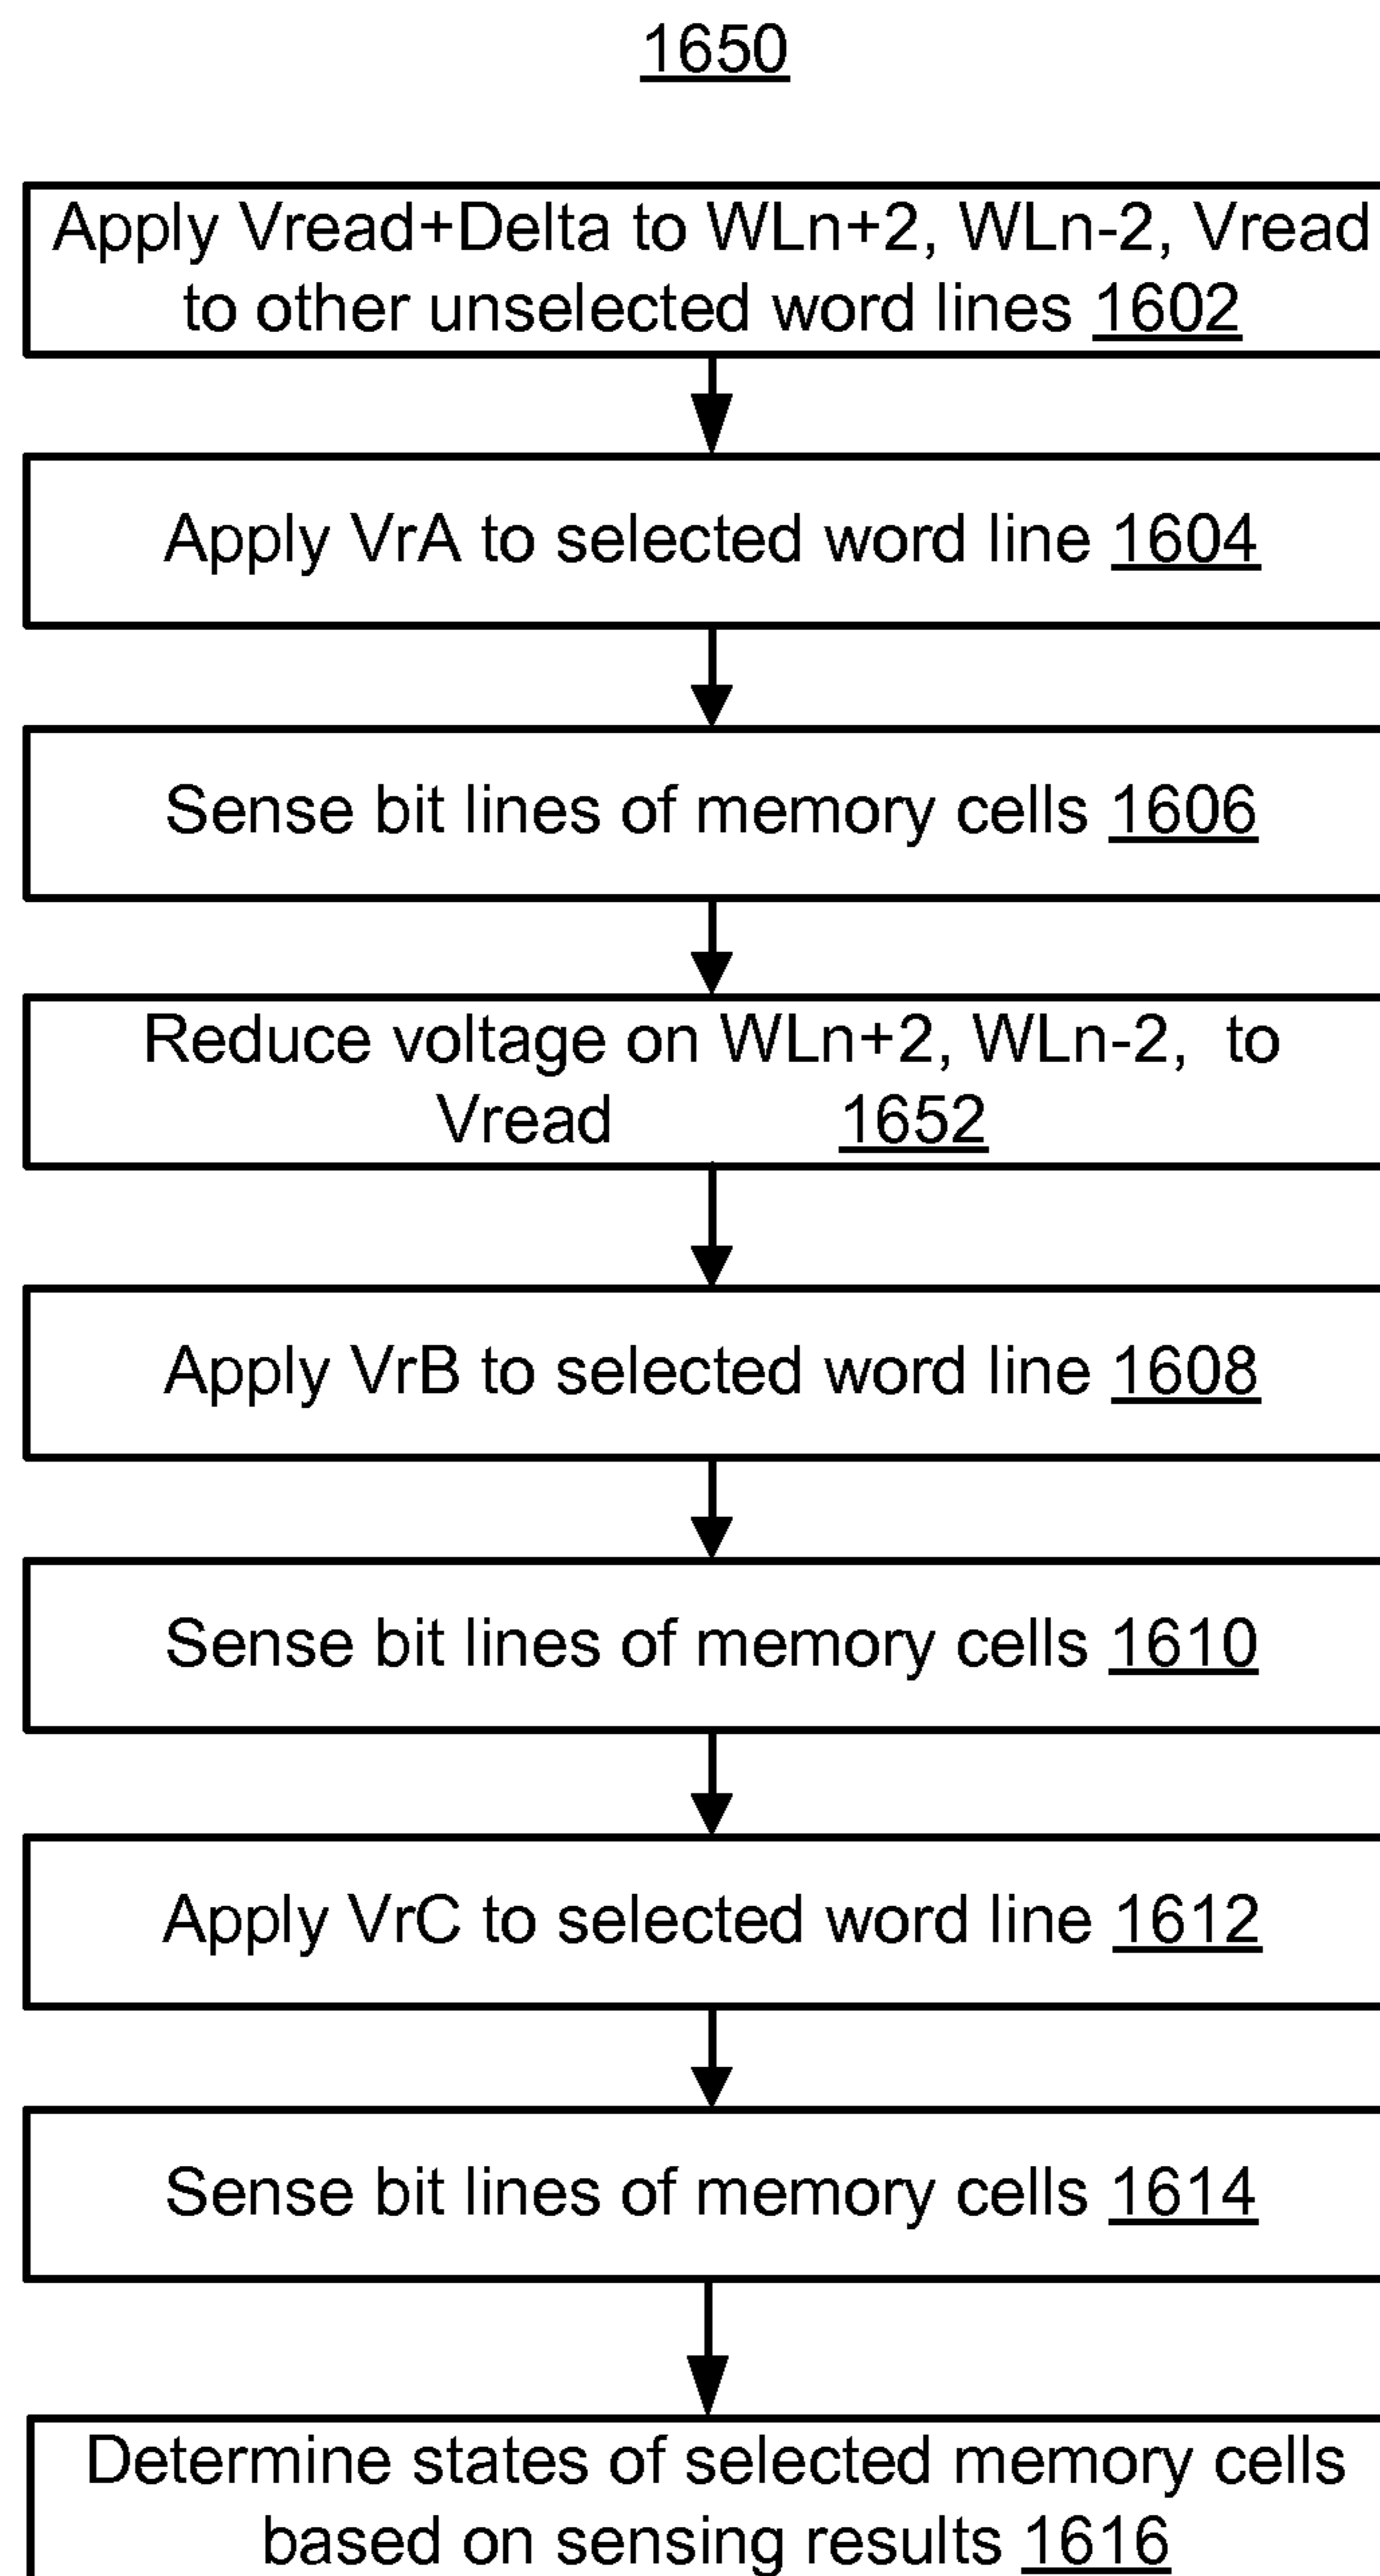 1650
Apply Vread+Delta to WLn+2, WLn-2, Vread
to other unselected word lines 1602
Apply VrA to selected word line 1604
Sense bit lines of memory cells 1606
Reduce voltage on WLn+2, WLn-2, to
Vread 1652
Apply VrB to selected word line 1608
Sense bit lines of memory cells 1610
Apply VrC to selected word line 1612
Sense bit lines of memory cells 1614
Determine states of selected memory cells
based on sensing results 1616